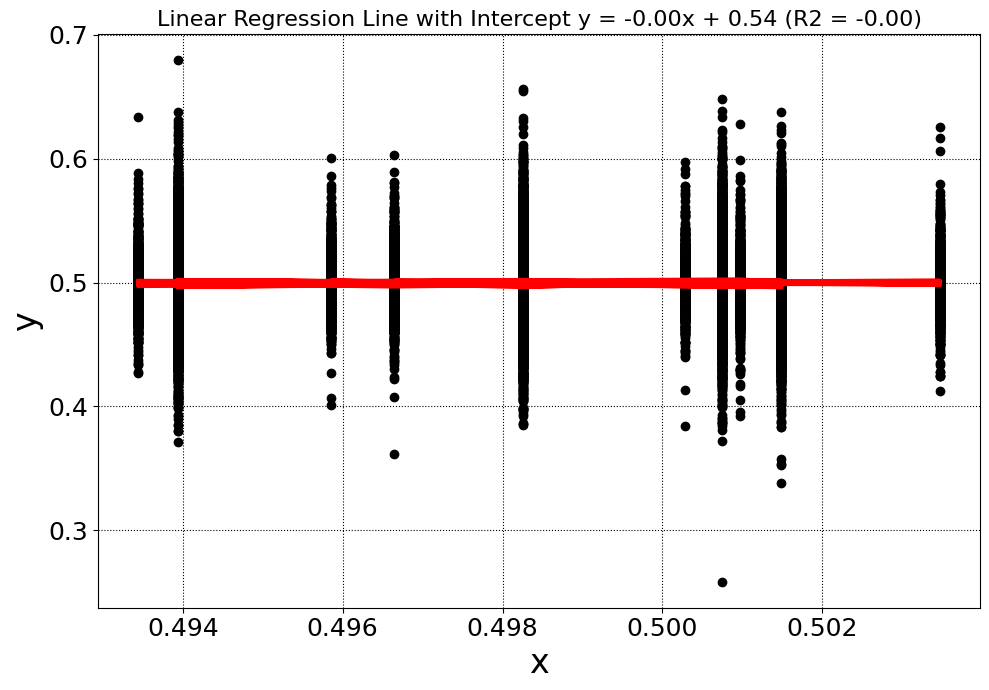 Linear Regression Line with Intercept y = -0.00x + 0.54 (R2 = -0.00)
0.7
0.6
0.5
0.4
0.3
y
0.494 0.496 0.498 0.500 0.502
x